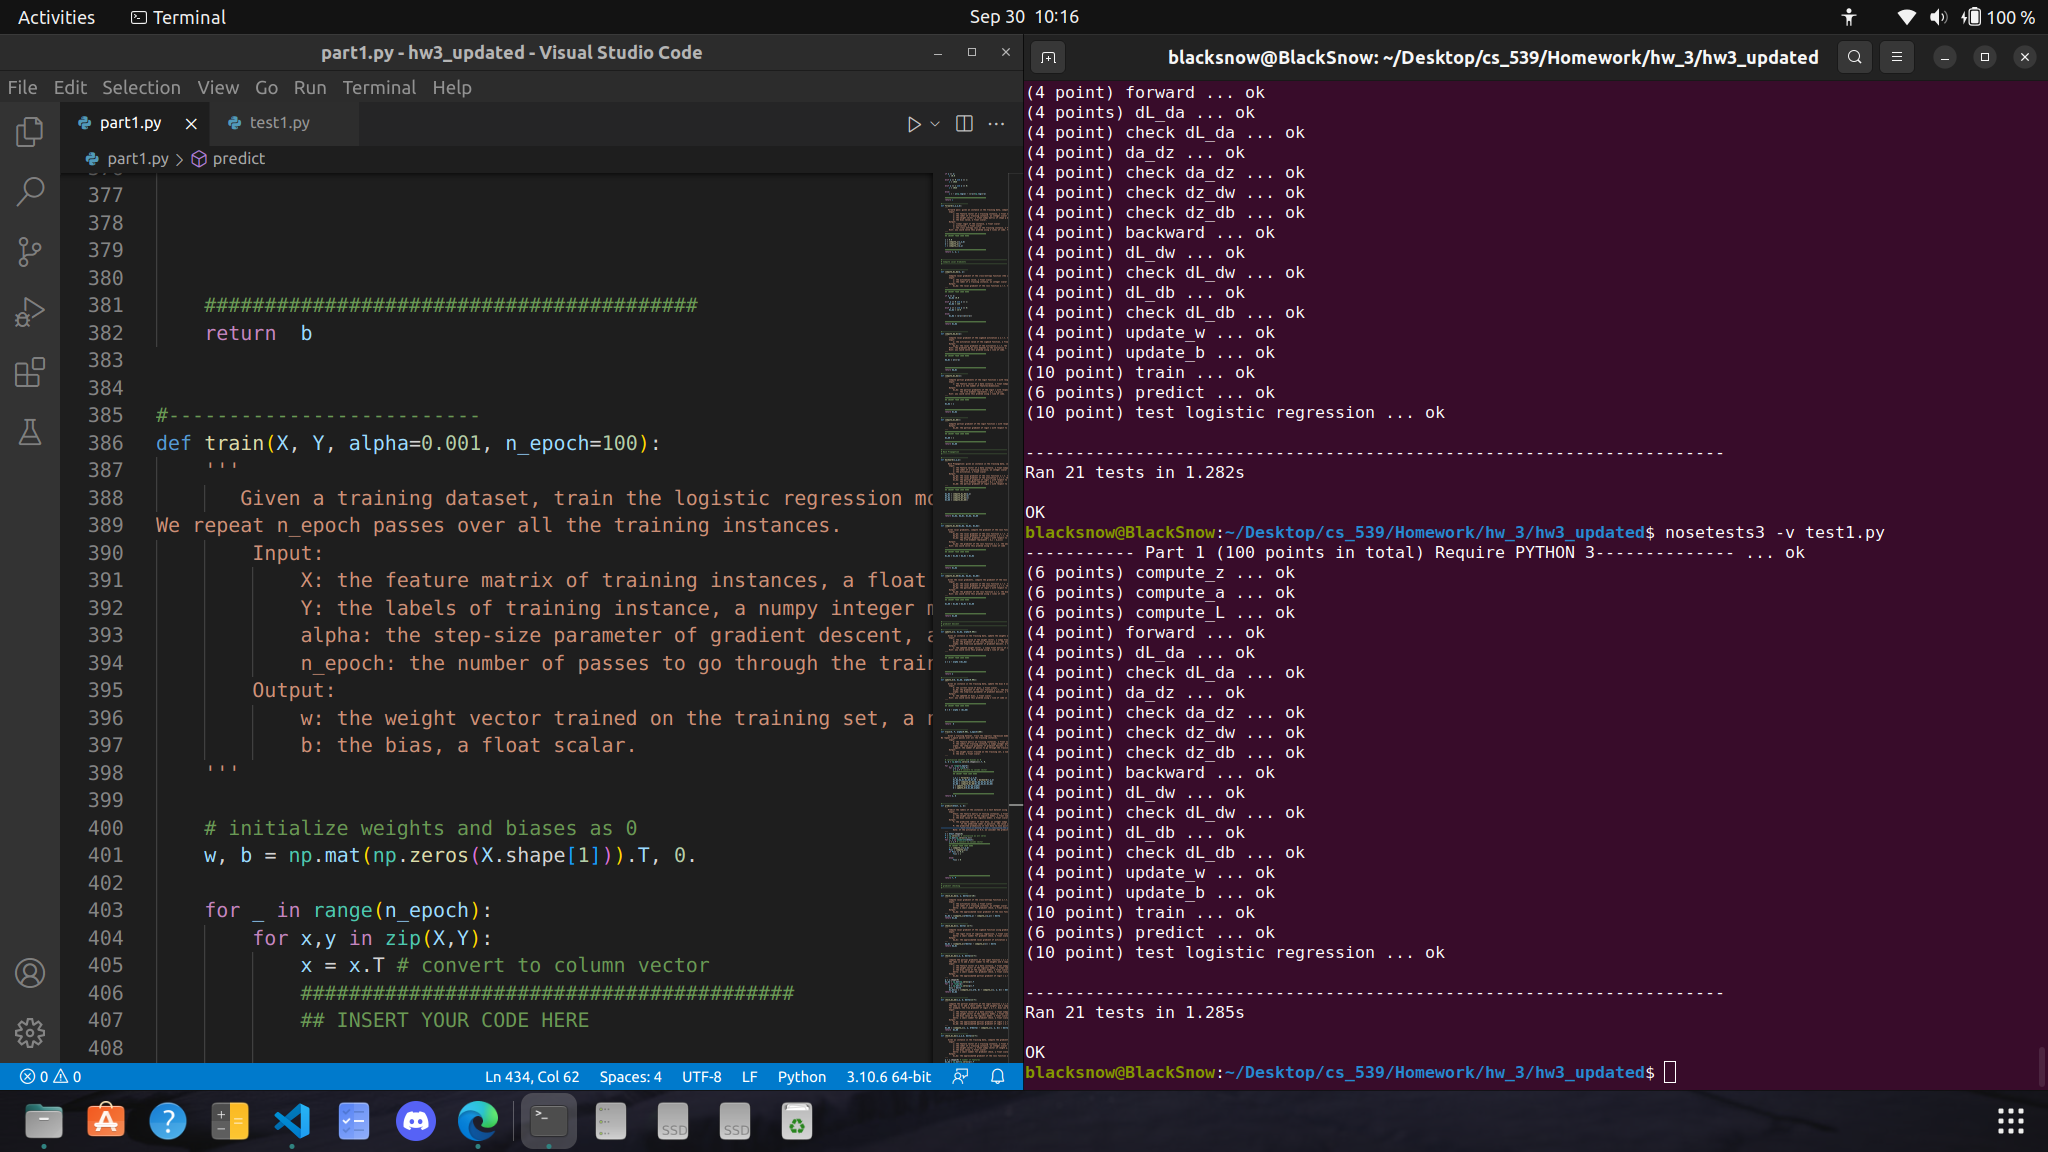 Activities
Terminal
Sep 30 10:16
100 %
part1.py - hw3_updated - Visual Studio Code
File Edit Selection View Go Run Terminal Help
part1.py
test1.py
part1.py > predict
377
378
379
380
381 #########################################
382 return b
383
384
385 #--------------------------
386 def train(X, Y, alpha=0.001, n_epoch=100):
387 '''
388 Given a training dataset, train the logistic regression mo
389 We repeat n_epoch passes over all the training instances.
390 Input:
391 X: the feature matrix of training instances, a float
392 Y: the labels of training instance, a numpy integer m
393 alpha: the step-size parameter of gradient descent, a
394 n_epoch: the number of passes to go through the train
395 Output:
396 w: the weight vector trained on the training set, a n
397 b: the bias, a float scalar.
398 '''
399
400 # initialize weights and biases as 0
401 w, b = np.mat(np.zeros(X.shape[1])).T, 0.
402
403 for _ in range(n_epoch):
404 for x,y in zip(X,Y):
405 x = x.T # convert to column vector
406 #########################################
407 ## INSERT YOUR CODE HERE
408
0 0
Ln 434, Col 62 Spaces: 4 UTF-8 LF Python 3.10.6 64-bit
blacksnow@BlackSnow: ~/Desktop/cs_539/Homework/hw_3/hw3_updated
(4 point) forward ... ok
(4 points) dL_da ... ok
(4 point) check dL_da ... ok
(4 point) da_dz ... ok
(4 point) check da_dz ... ok
(4 point) check dz_dw ... ok
(4 point) check dz_db ... ok
(4 point) backward ... ok
(4 point) dL_dw ... ok
(4 point) check dL_dw ... ok
(4 point) dL_db ... ok
(4 point) check dL_db ... ok
(4 point) update_w ... ok
(4 point) update_b ... ok
(10 point) train ... ok
(6 points) predict ... ok
(10 point) test logistic regression ... ok
----------------------------------------------------------------------
Ran 21 tests in 1.282s
OK
blacksnow@BlackSnow:~/Desktop/cs_539/Homework/hw_3/hw3_updated$ nosetests3 -v test1.py
----------- Part 1 (100 points in total) Require PYTHON 3-------------- ... ok
(6 points) compute_z ... ok
(6 points) compute_a ... ok
(6 points) compute_L ... ok
(4 point) forward ... ok
(4 points) dL_da ... ok
(4 point) check dL_da ... ok
(4 point) da_dz ... ok
(4 point) check da_dz ... ok
(4 point) check dz_dw ... ok
(4 point) check dz_db ... ok
(4 point) backward ... ok
(4 point) dL_dw ... ok
(4 point) check dL_dw ... ok
(4 point) dL_db ... ok
(4 point) check dL_db ... ok
(4 point) update_w ... ok
(4 point) update_b ... ok
(10 point) train ... ok
(6 points) predict ... ok
(10 point) test logistic regression ... ok
----------------------------------------------------------------------
Ran 21 tests in 1.285s
OK
blacksnow@BlackSnow:~/Desktop/cs_539/Homework/hw_3/hw3_updated$
SSD
SSD